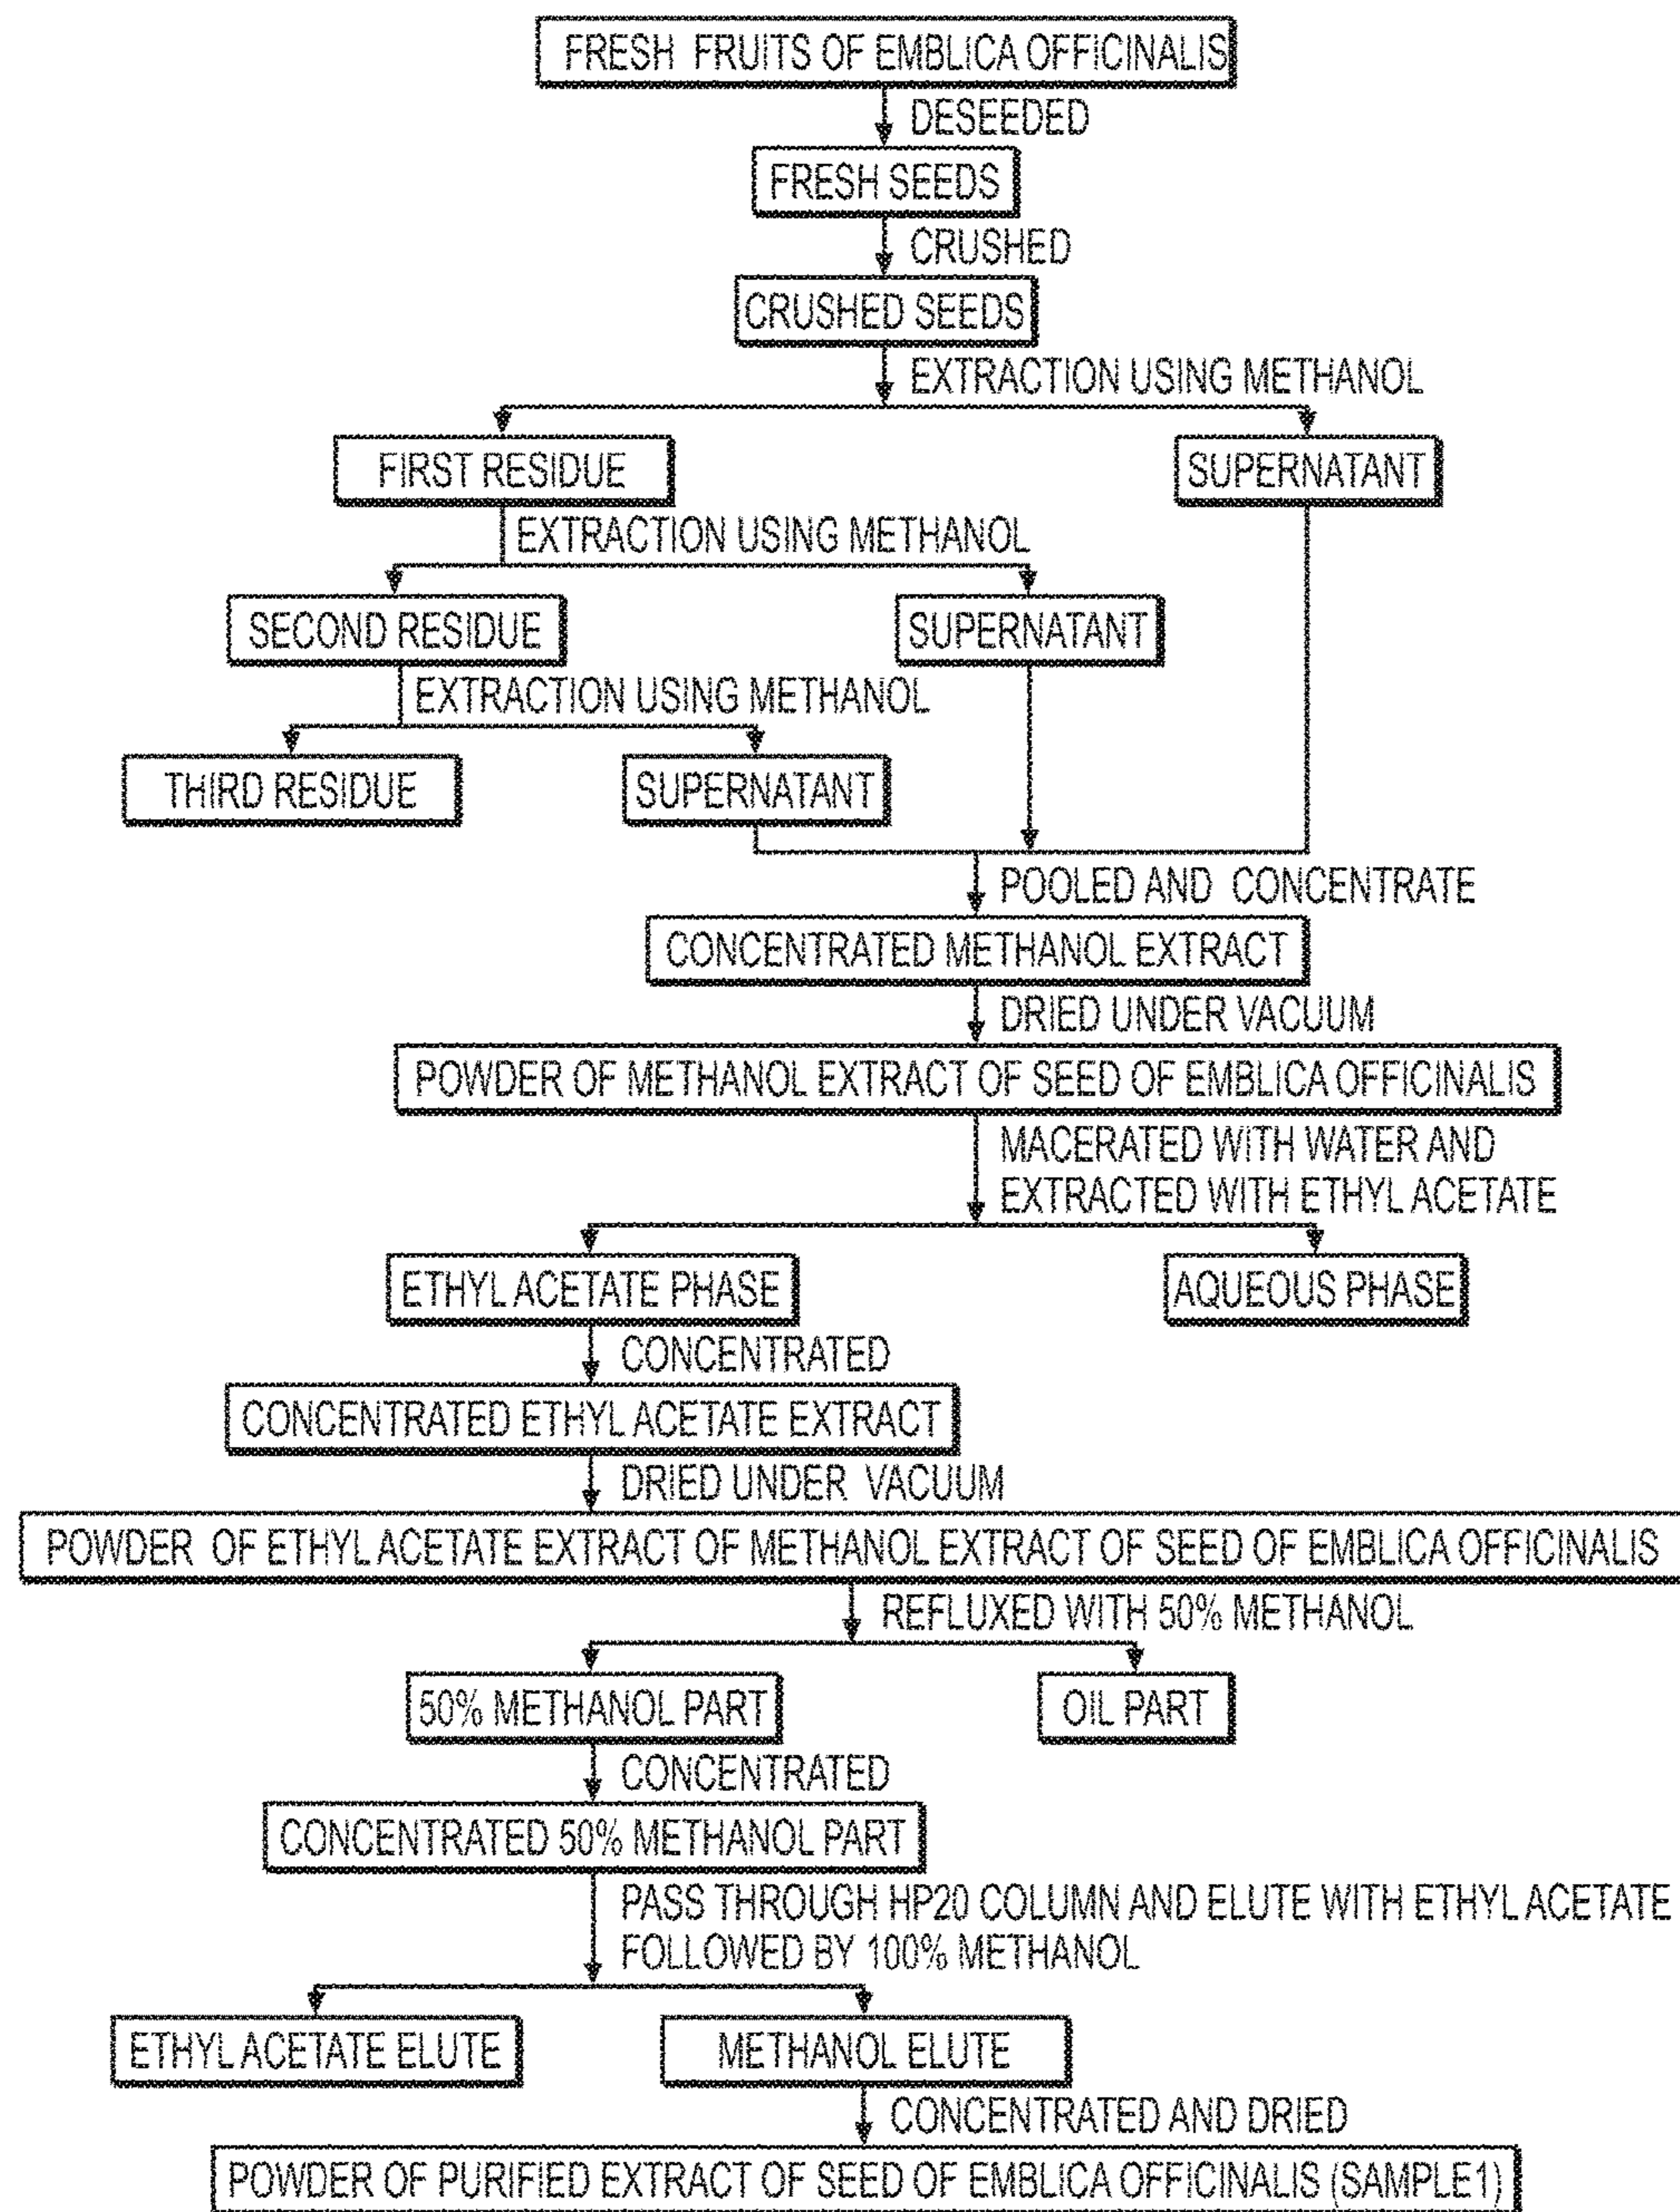 FRESH FRUITS OF EMBLICA OFFICINALIS
DESEEDED
FRESH SEEDS
CRUSHED
CRUSHED SEEDS
EXTRACTION USING METHANOL
FIRST RESIDUE
SUPERNATANT
EXTRACTION USING METHANOL
SECOND RESIDUE
SUPERNATANT
EXTRACTION USING METHANOL
THIRD RESIDUE
SUPERNATANT
POOLED AND CONCENTRATE
CONCENTRATED METHANOL EXTRACT
DRIED UNDER VACUUM
POWDER OF METHANOL EXTRACT OF SEED OF EMBLICA OFFICINALIS
MACERATED WITH WATER AND
EXTRACTED WITH ETHYL ACETATE
ETHYL ACETATE PHASE
AQUEOUS PHASE
CONCENTRATED
CONCENTRATED ETHYL ACETATE EXTRACT
DRIED UNDER VACUUM
POWDER OF ETHYL ACETATE EXTRACT OF METHANOL EXTRACT OF SEED OF EMBLICA OFFICINALIS
REFLUXED WITH 50% METHANOL
50% METHANOL PART
OIL PART
CONCENTRATED
CONCENTRATED 50% METHANOL PART
PASS THROUGH HP20 COLUMN AND ELUTE WITH ETHYL ACETATE
FOLLOWED BY 100% METHANOL
ETHYL ACETATE ELUTE
METHANOL ELUTE
CONCENTRATED AND DRIED
POWDER OF PURIFIED EXTRACT OF SEED OF EMBLICA OFFICINALIS (SAMPLE1)